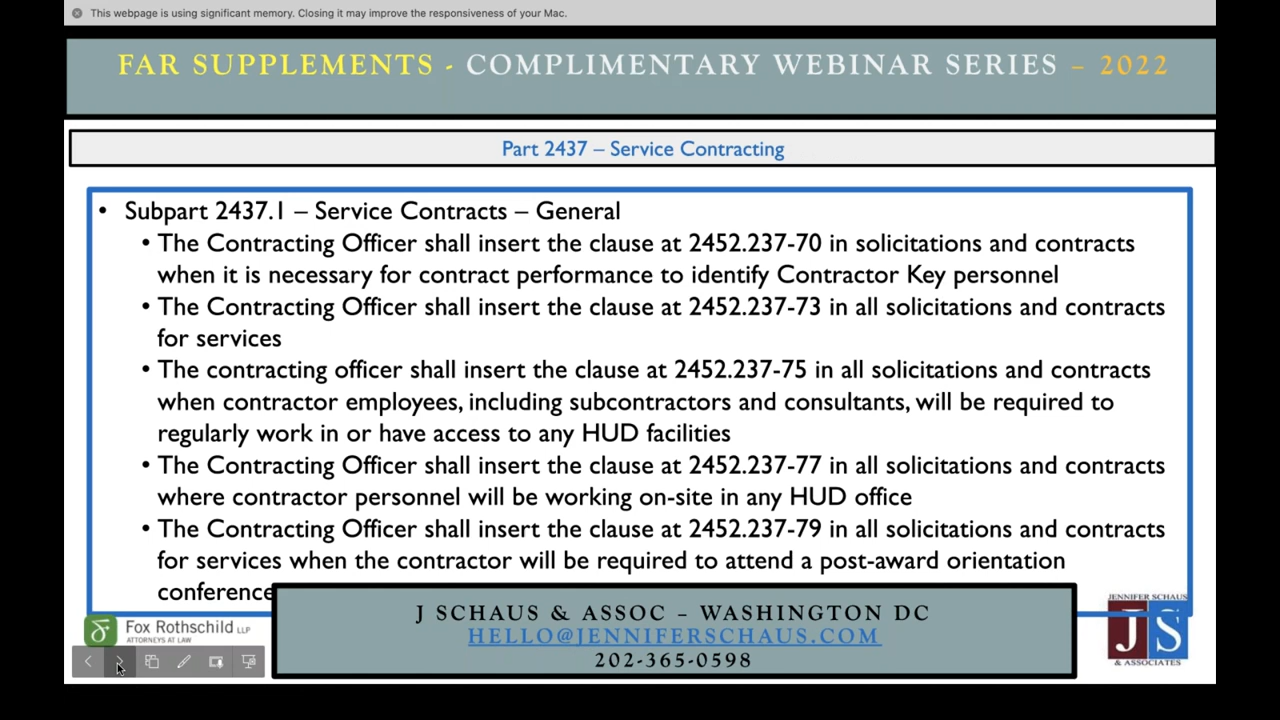 This webpage is using significant memory. Closing it may improve the responsiveness of your Mac.
FAR SUPPLEMENTS - COMPLIMENTARY WEBINAR SERIES – 2022
Part 2437 – Service Contracting
• Subpart 2437.1 – Service Contracts – General
• The Contracting Officer shall insert the clause at 2452.237-70 in solicitations and contracts
when it is necessary for contract performance to identify Contractor Key personnel
• The Contracting Officer shall insert the clause at 2452.237-73 in all solicitations and contracts
for services
• The contracting officer shall insert the clause at 2452.237-75 in all solicitations and contracts
when contractor employees, including subcontractors and consultants, will be required to
regularly work in or have access to any HUD facilities
• The Contracting Officer shall insert the clause at 2452.237-77 in all solicitations and contracts
where contractor personnel will be working on-site in any HUD office
• The Contracting Officer shall insert the clause at 2452.237-79 in all solicitations and contracts
for services when the contractor will be required to attend a post-award orientation
conference
Fox Rothschild LLP
ATTORNEYS AT LAW
J SCHAUS & ASSOC – WASHINGTON DC
HELLO@JENNIFERSCHAUS.COM
202-365-0598
JENNIFER SCHAUS
JS
& ASSOCIATES